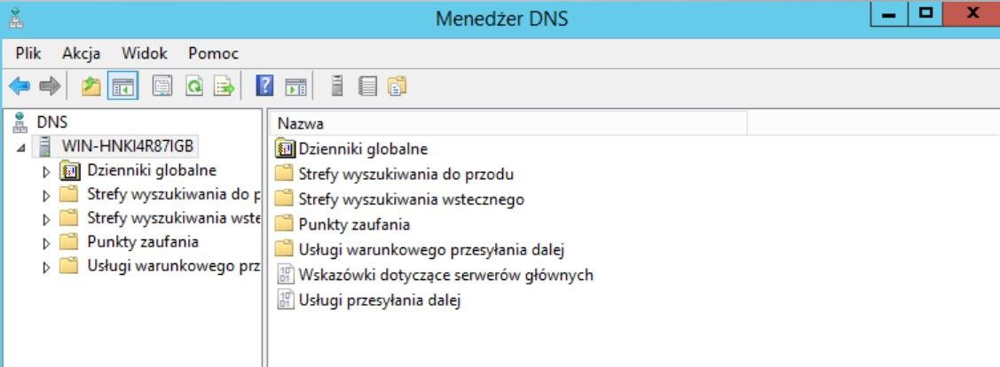 Menedżer DNS
Plik Akcja Widok Pomoc
DNS
WIN-HNKI4R87IGB
Dzienniki globalne
Strefy wyszukiwania do p
Strefy wyszukiwania wste
Punkty zaufania
Usługi warunkowego prz
Nazwa
Dzienniki globalne
Strefy wyszukiwania do przodu
Strefy wyszukiwania wstecznego
Punkty zaufania
Usługi warunkowego przesyłania dalej
Wskazówki dotyczące serwerów głównych
Usługi przesyłania dalej